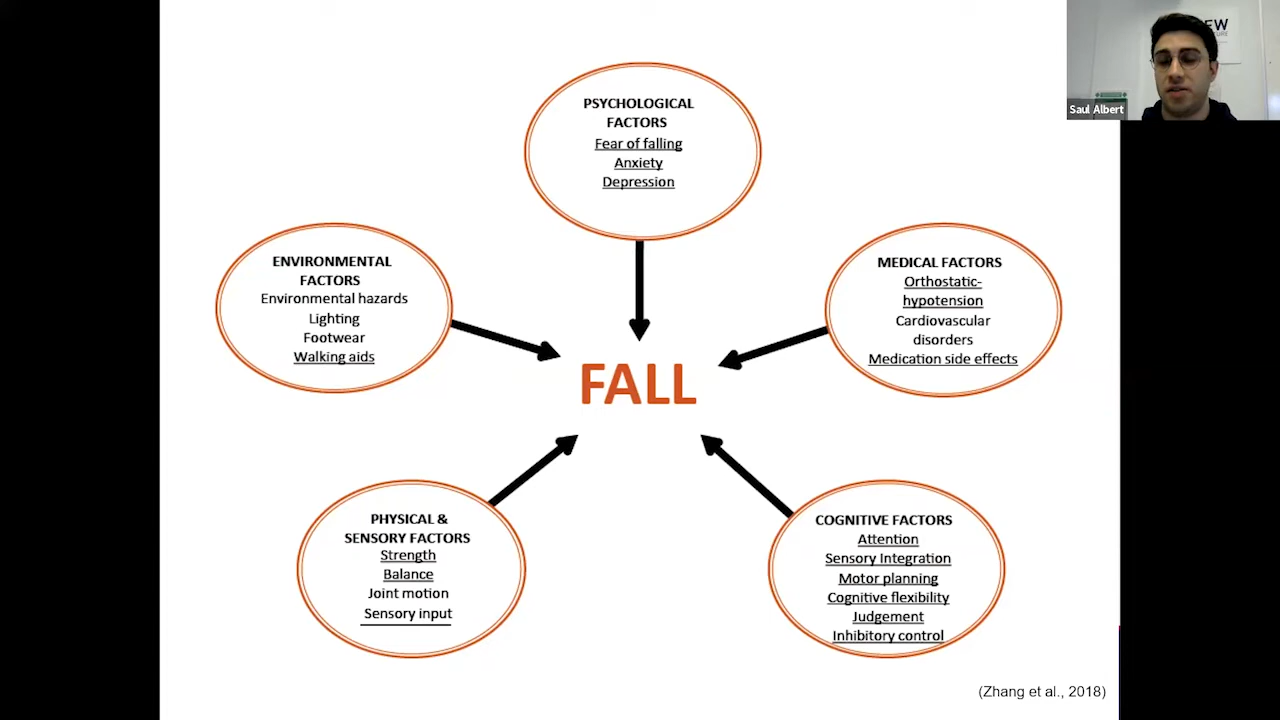 PSYCHOLOGICAL
FACTORS
Fear of falling
Anxiety
Depression
ENVIRONMENTAL
FACTORS
Environmental hazards
Lighting
Footwear
Walking aids
MEDICAL FACTORS
Orthostatic-
hypotension
Cardiovascular
disorders
Medication side effects
FALL
PHYSICAL &
SENSORY FACTORS
Strength
Balance
Joint motion
Sensory input
COGNITIVE FACTORS
Attention
Sensory Integration
Motor planning
Cognitive flexibility
Judgement
Inhibitory control
(Zhang et al., 2018)
Saul Albert